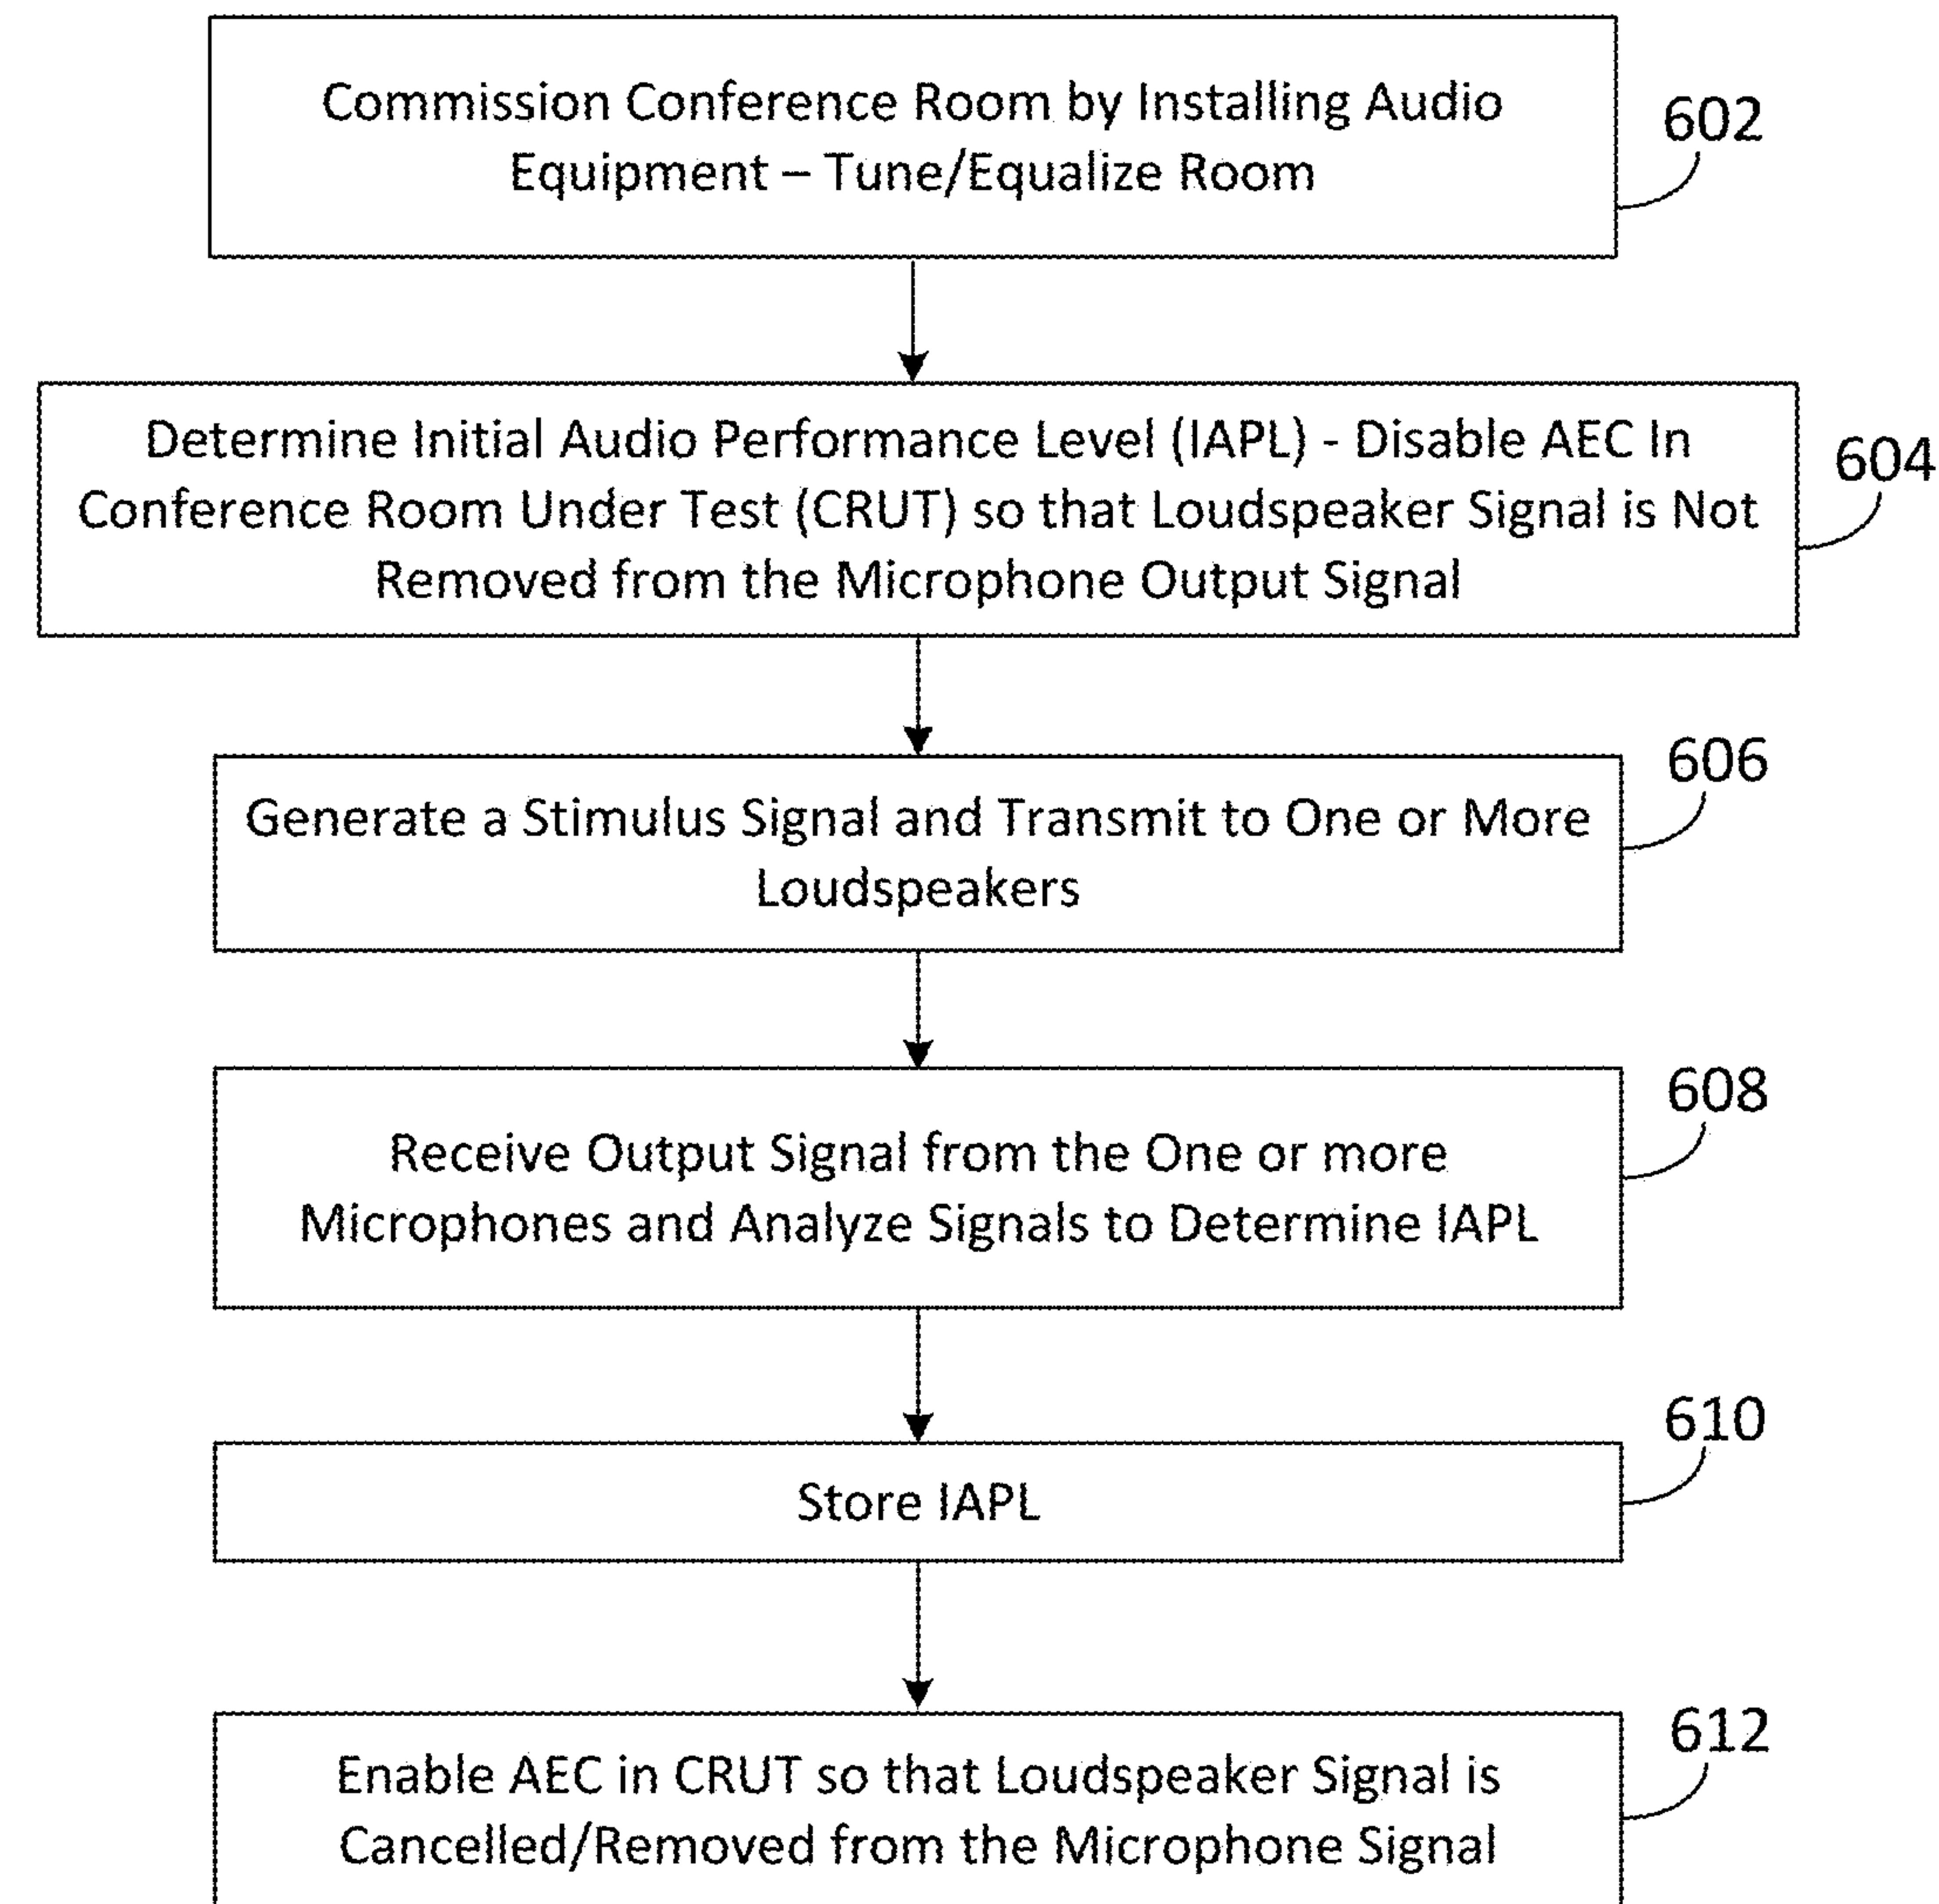 Commission Conference Room by Installing Audio
Equipment – Tune/Equalize Room
602
Determine Initial Audio Performance Level (IAPL) - Disable AEC In
Conference Room Under Test (CRUT) so that Loudspeaker Signal is Not
Removed from the Microphone Output Signal
604
Generate a Stimulus Signal and Transmit to One or More
Loudspeakers
606
Receive Output Signal from the One or more
Microphones and Analyze Signals to Determine IAPL
608
Store IAPL
610
Enable AEC in CRUT so that Loudspeaker Signal is
Cancelled/Removed from the Microphone Signal
612